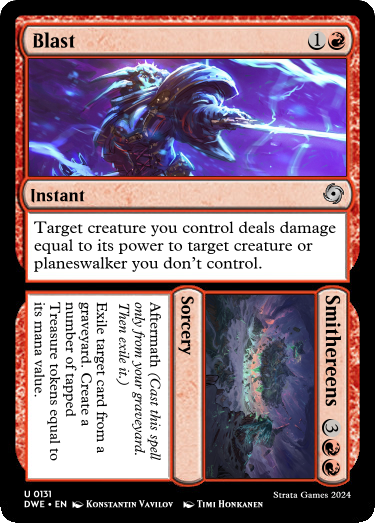 Blast 1
Instant
Target creature you control deals damage
equal to its power to target creature or
planeswalker you don’t control.
Smithereens 3
Sorcery
Aftermath (Cast this spell
only from your graveyard.
Then exile it.)
Exile target card from a
graveyard. Create a
number of tapped
Treasure tokens equal to
its mana value.
U 0131
DWE • EN Konstantin Vavilov Timi Honkanen
Strata Games 2024